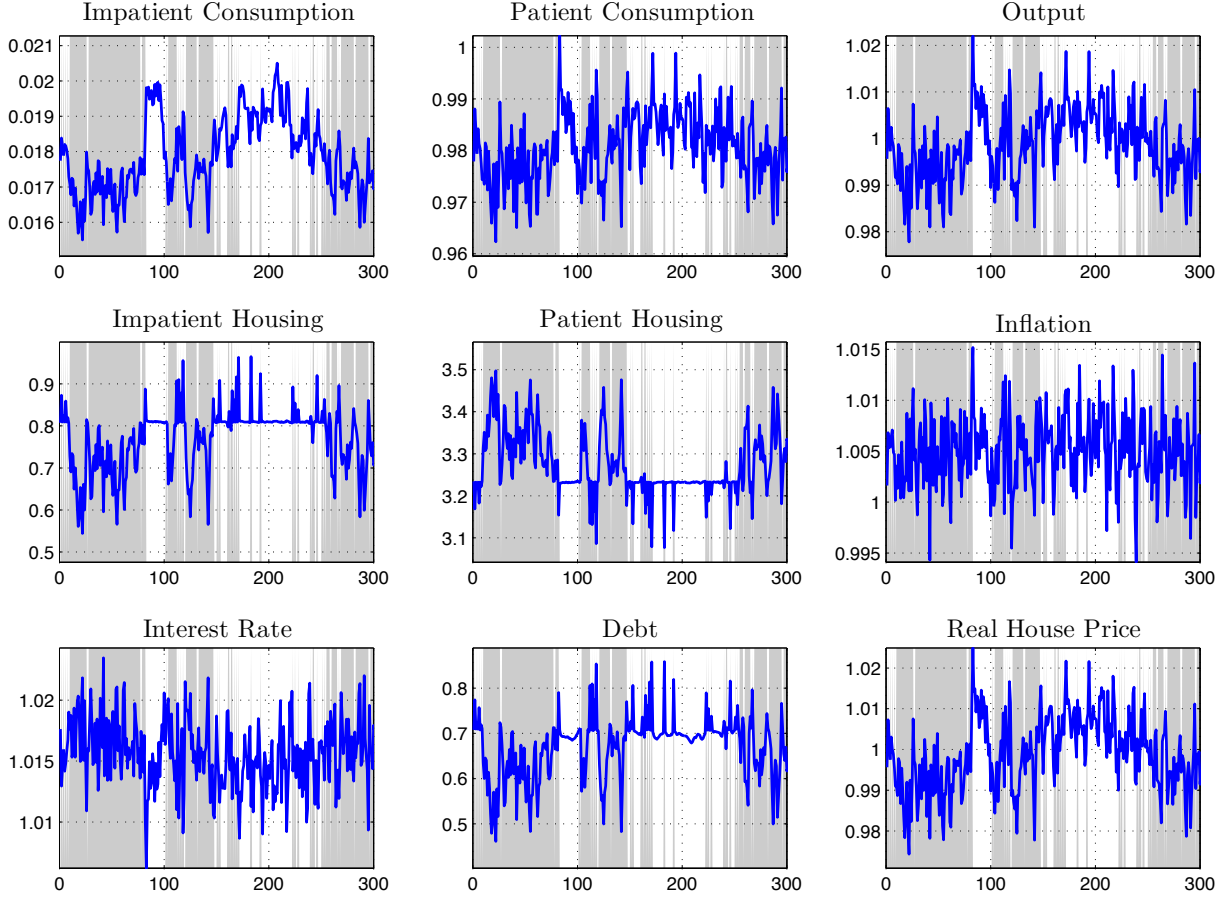 Impatient Consumption
Patient Consumption
Output
0.021
0.02
0.019
0.018
0.017
0.016
0 100 200 300
1
0.99
0.98
0.97
0.96
0 100 200 300
1.02
1.01
1
0.99
0.98
0 100 200 300
Impatient Housing
Patient Housing
Inflation
0.9
0.8
0.7
0.6
0.5
0 100 200 300
3.5
3.4
3.3
3.2
3.1
0 100 200 300
1.015
1.01
1.005
1
0.995
0 100 200 300
Interest Rate
Debt
Real House Price
1.02
1.015
1.01
0 100 200 300
0.8
0.7
0.6
0.5
0 100 200 300
1.02
1.01
1
0.99
0.98
0 100 200 300